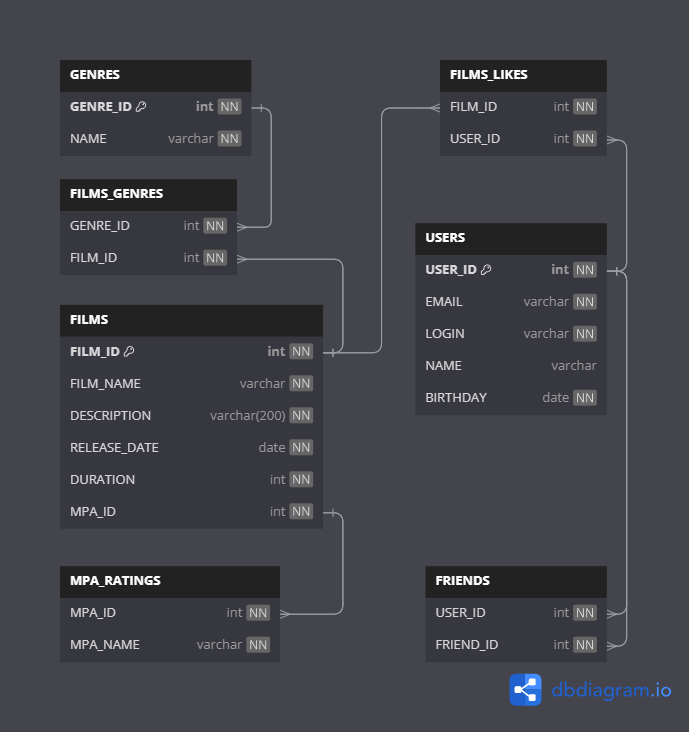 GENRES
GENRE_ID int NN
NAME varchar NN
FILMS_GENRES
GENRE_ID int NN
FILM_ID int NN
FILMS
FILM_ID int NN
FILM_NAME varchar NN
DESCRIPTION varchar(200) NN
RELEASE_DATE date NN
DURATION int NN
MPA_ID int NN
MPA_RATINGS
MPA_ID int NN
MPA_NAME varchar NN
FILMS_LIKES
FILM_ID int NN
USER_ID int NN
USERS
USER_ID int NN
EMAIL varchar NN
LOGIN varchar NN
NAME varchar
BIRTHDAY date NN
FRIENDS
USER_ID int NN
FRIEND_ID int NN
dbdiagram.io